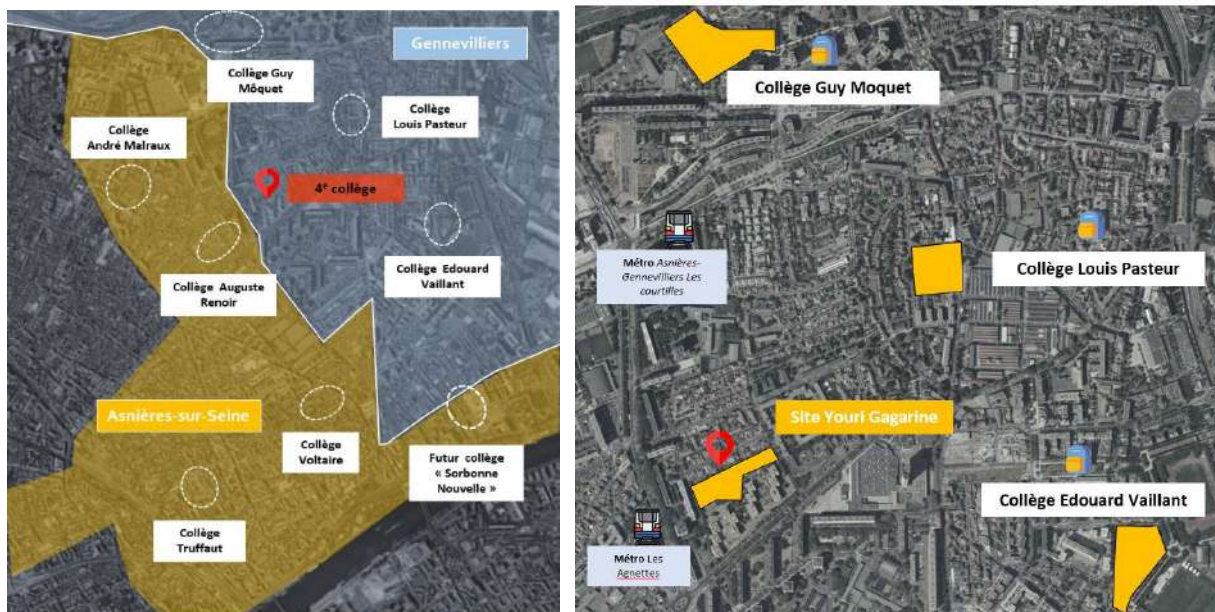 Gennevilliers
Collège Guy
Môquet
Collège
Louis Pasteur
Collège
André Malraux
4e collège
Collège Auguste
Renoir
Collège Edouard
Vaillant
Asnières-sur-Seine
Collège
Voltaire
Futur collège
« Sorbonne
Nouvelle »
Collège
Truffaut
Collège Guy Moquet
Métro Asnières-
Gennevilliers Les
courtilles
Collège Louis Pasteur
Site Youri Gagarine
Collège Edouard Vaillant
Métro Les
Agnettes